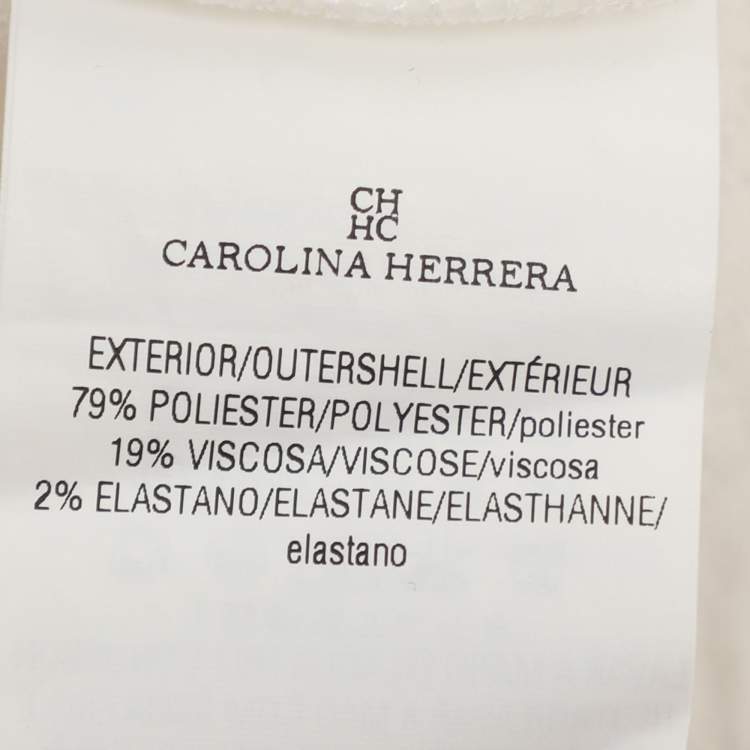 CH
HC
CAROLINA HERRERA
EXTERIOR/OUTERSHELL/EXTÉRIEUR
79% POLIESTER/POLYESTER/poliester
19% VISCOSA/VISCOSE/viscosa
2% ELASTANO/ELASTANE/ELASTHANNE/
elastano